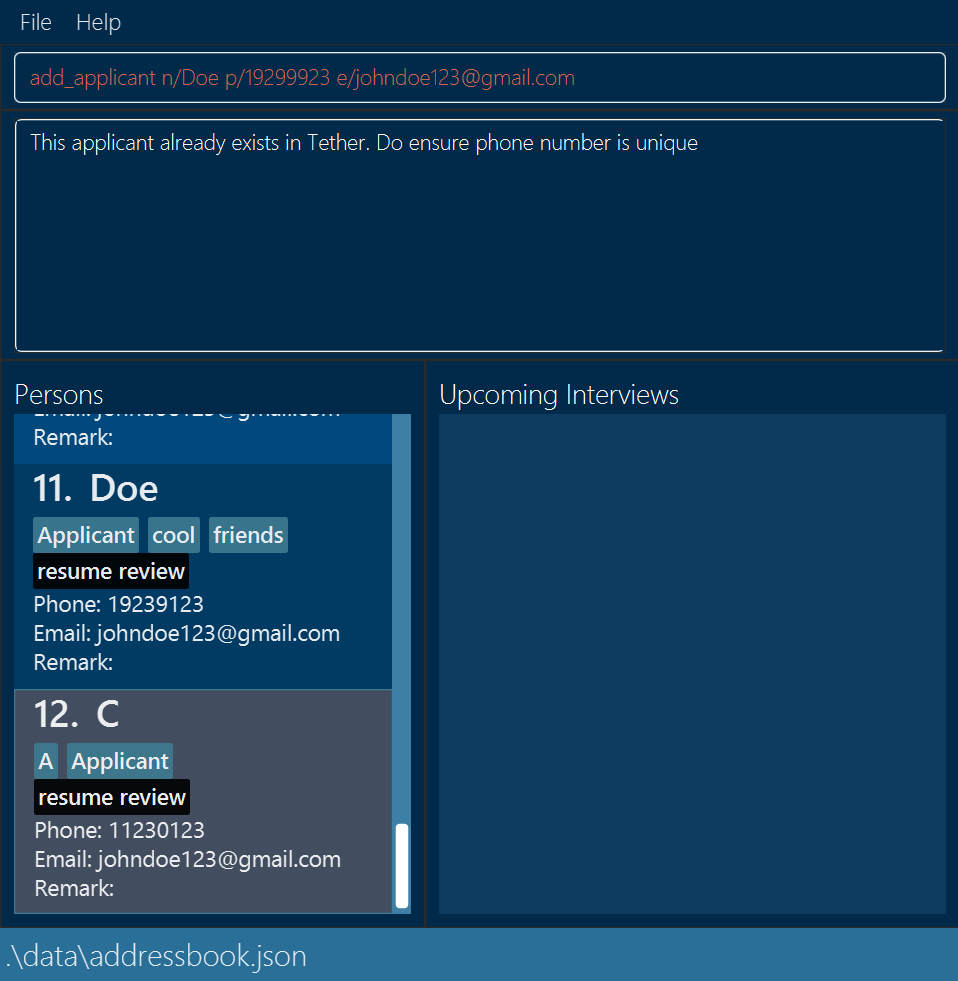 File Help
add_applicant n/Doe p/19299923 e/johndoe123@gmail.com
This applicant already exists in Tether. Do ensure phone number is unique
Persons
Upcoming Interviews
Email: johndoe123@gmail.com
Remark:
11. Doe
Applicant cool friends
resume review
Phone: 19239123
Email: johndoe123@gmail.com
Remark:
12. C
A Applicant
resume review
Phone: 11230123
Email: johndoe123@gmail.com
Remark:
.\data\addressbook.json